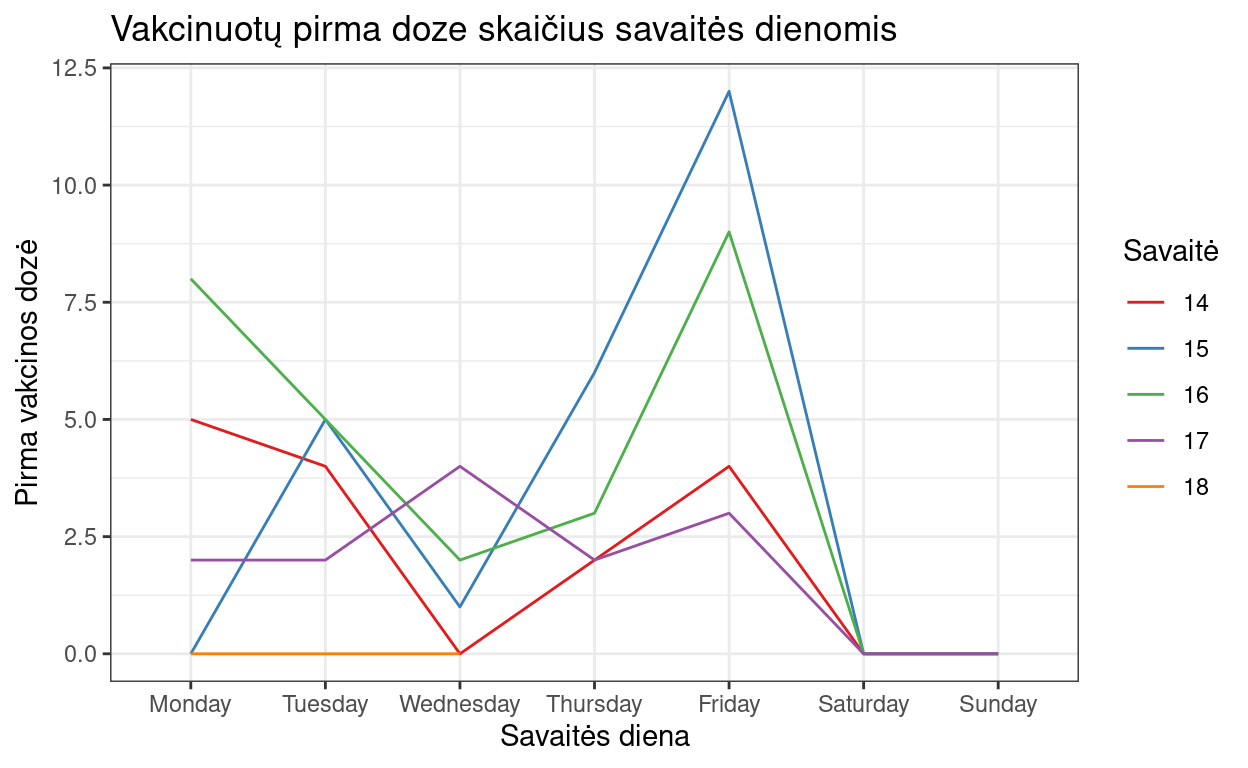 Vakcinuotų pirma doze skaičius savaitės dienomis
Pirma vakcinos dozė
12.5
10.0
7.5
5.0
2.5
0.0
Monday Tuesday Wednesday Thursday Friday Saturday Sunday
Savaitės diena
Savaitė
14
15
16
17
18